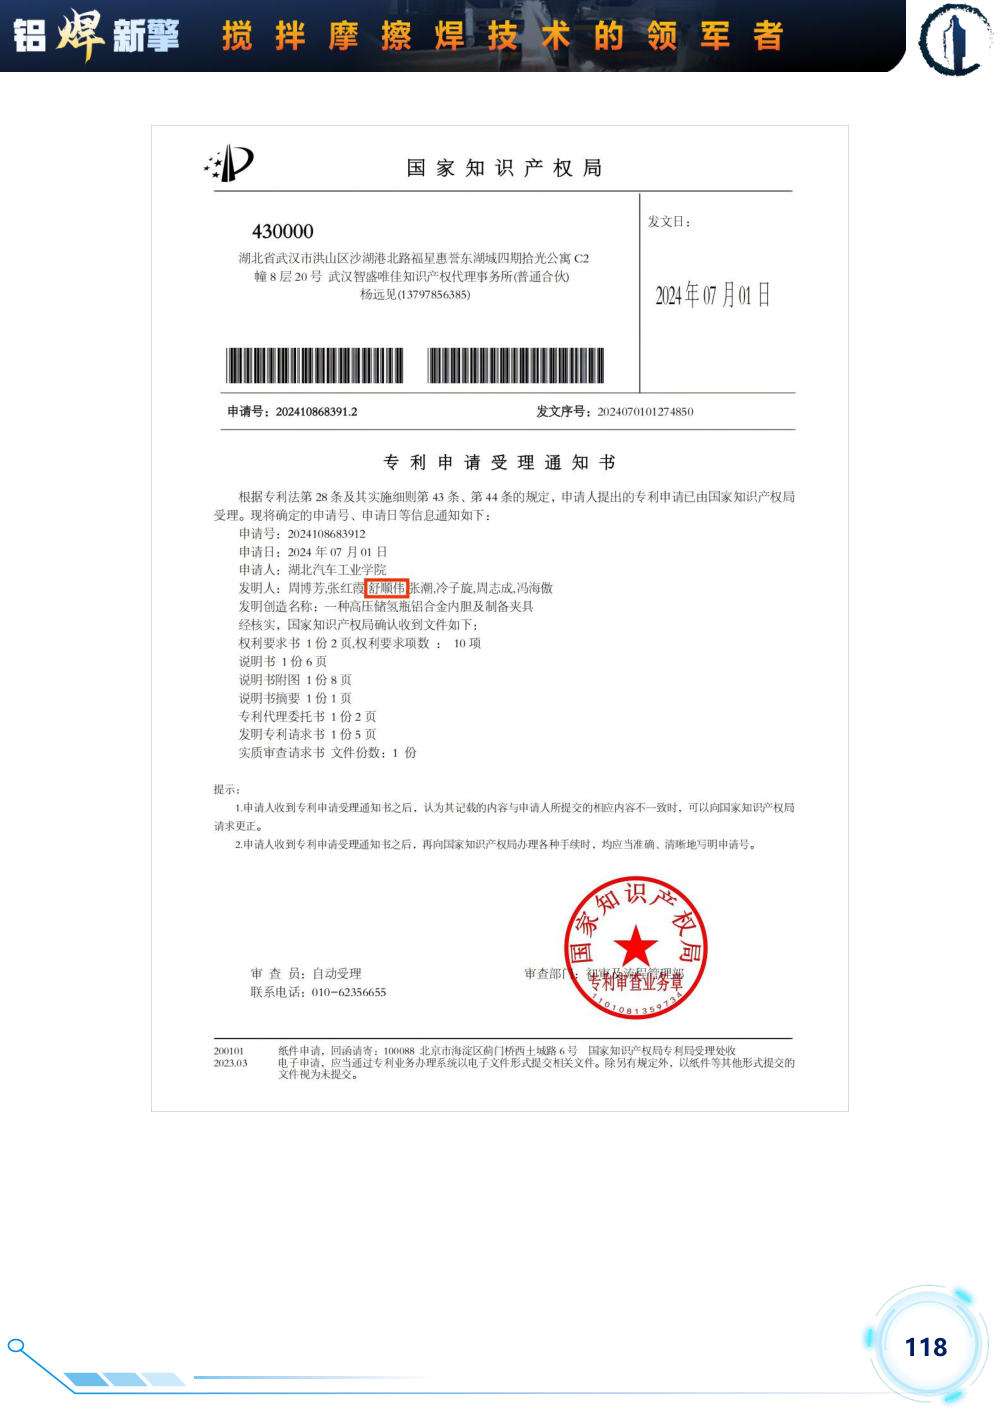 铝焊新擎 搅拌摩擦焊技术的领军者
国家知识产权局
430000
发文日：
湖北省武汉市洪山区沙湖港北路福星惠誉东湖城四期拾光公寓 C2
幢 8 层 20 号 武汉智盛唯佳知识产权代理事务所(普通合伙)
杨远见(13797856385)
2024 年 07 月 01 日
申请号：202410868391.2 发文序号：2024070101274850
专利申请受理通知书
根据专利法第 28 条及其实施细则第 43 条、第 44 条的规定，申请人提出的专利申请已由国家知识产权局
受理。现将确定的申请号、申请日等信息通知如下：
申请号：2024108683912
申请日：2024 年 07 月 01 日
申请人：湖北汽车工业学院
发明人：周博芳,张红霞,舒顺伟,张潮,冷子旋,周志成,冯海傲
发明创造名称：一种高压储氢瓶铝合金内胆及制备夹具
经核实，国家知识产权局确认收到文件如下：
权利要求书 1 份 2 页,权利要求项数 ： 10 项
说明书 1 份 6 页
说明书附图 1 份 8 页
说明书摘要 1 份 1 页
专利代理委托书 1 份 2 页
发明专利请求书 1 份 5 页
实质审查请求书 文件份数：1 份
提示：
1.申请人收到专利申请受理通知书之后，认为其记载的内容与申请人所提交的相应内容不一致时，可以向国家知识产权局
请求更正。
2.申请人收到专利申请受理通知书之后，再向国家知识产权局办理各种手续时，均应当准确、清晰地写明申请号。
国家知识产权局
审 查 员：自动受理 审查部门：初审及流程管理部
专利审查业务章
联系电话：010-62356655
1101081359734
200101 纸件申请，回函请寄：100088 北京市海淀区蓟门桥西土城路 6 号 国家知识产权局专利局受理处收
2023.03 电子申请，应当通过专利业务办理系统以电子文件形式提交相关文件。除另有规定外，以纸件等其他形式提交的
文件视为未提交。
118